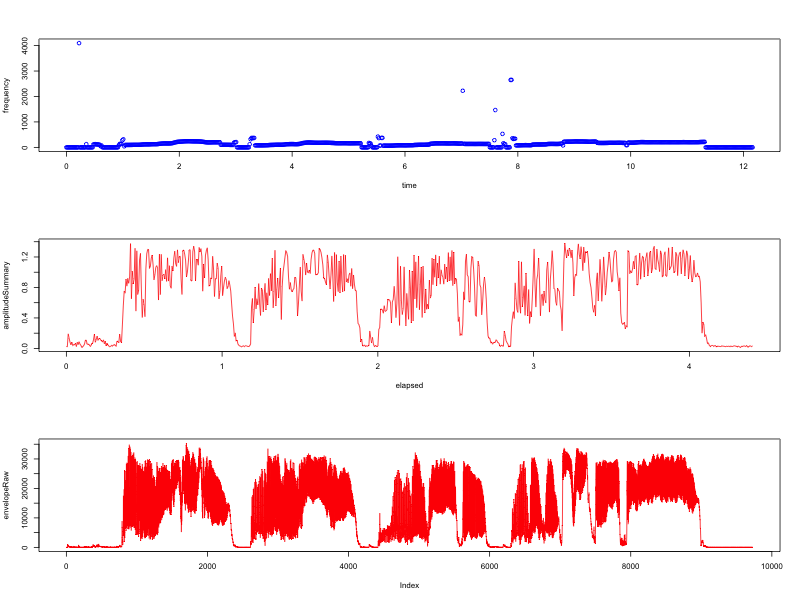 frequency
0 1000 2000 3000 4000
0 2 4 6 8 10 12
time
amplitudeSummary
0.0 0.4 0.8 1.2
0 1 2 3 4
elapsed
envelopeRaw
0 10000 20000 30000
0 2000 4000 6000 8000 10000
Index